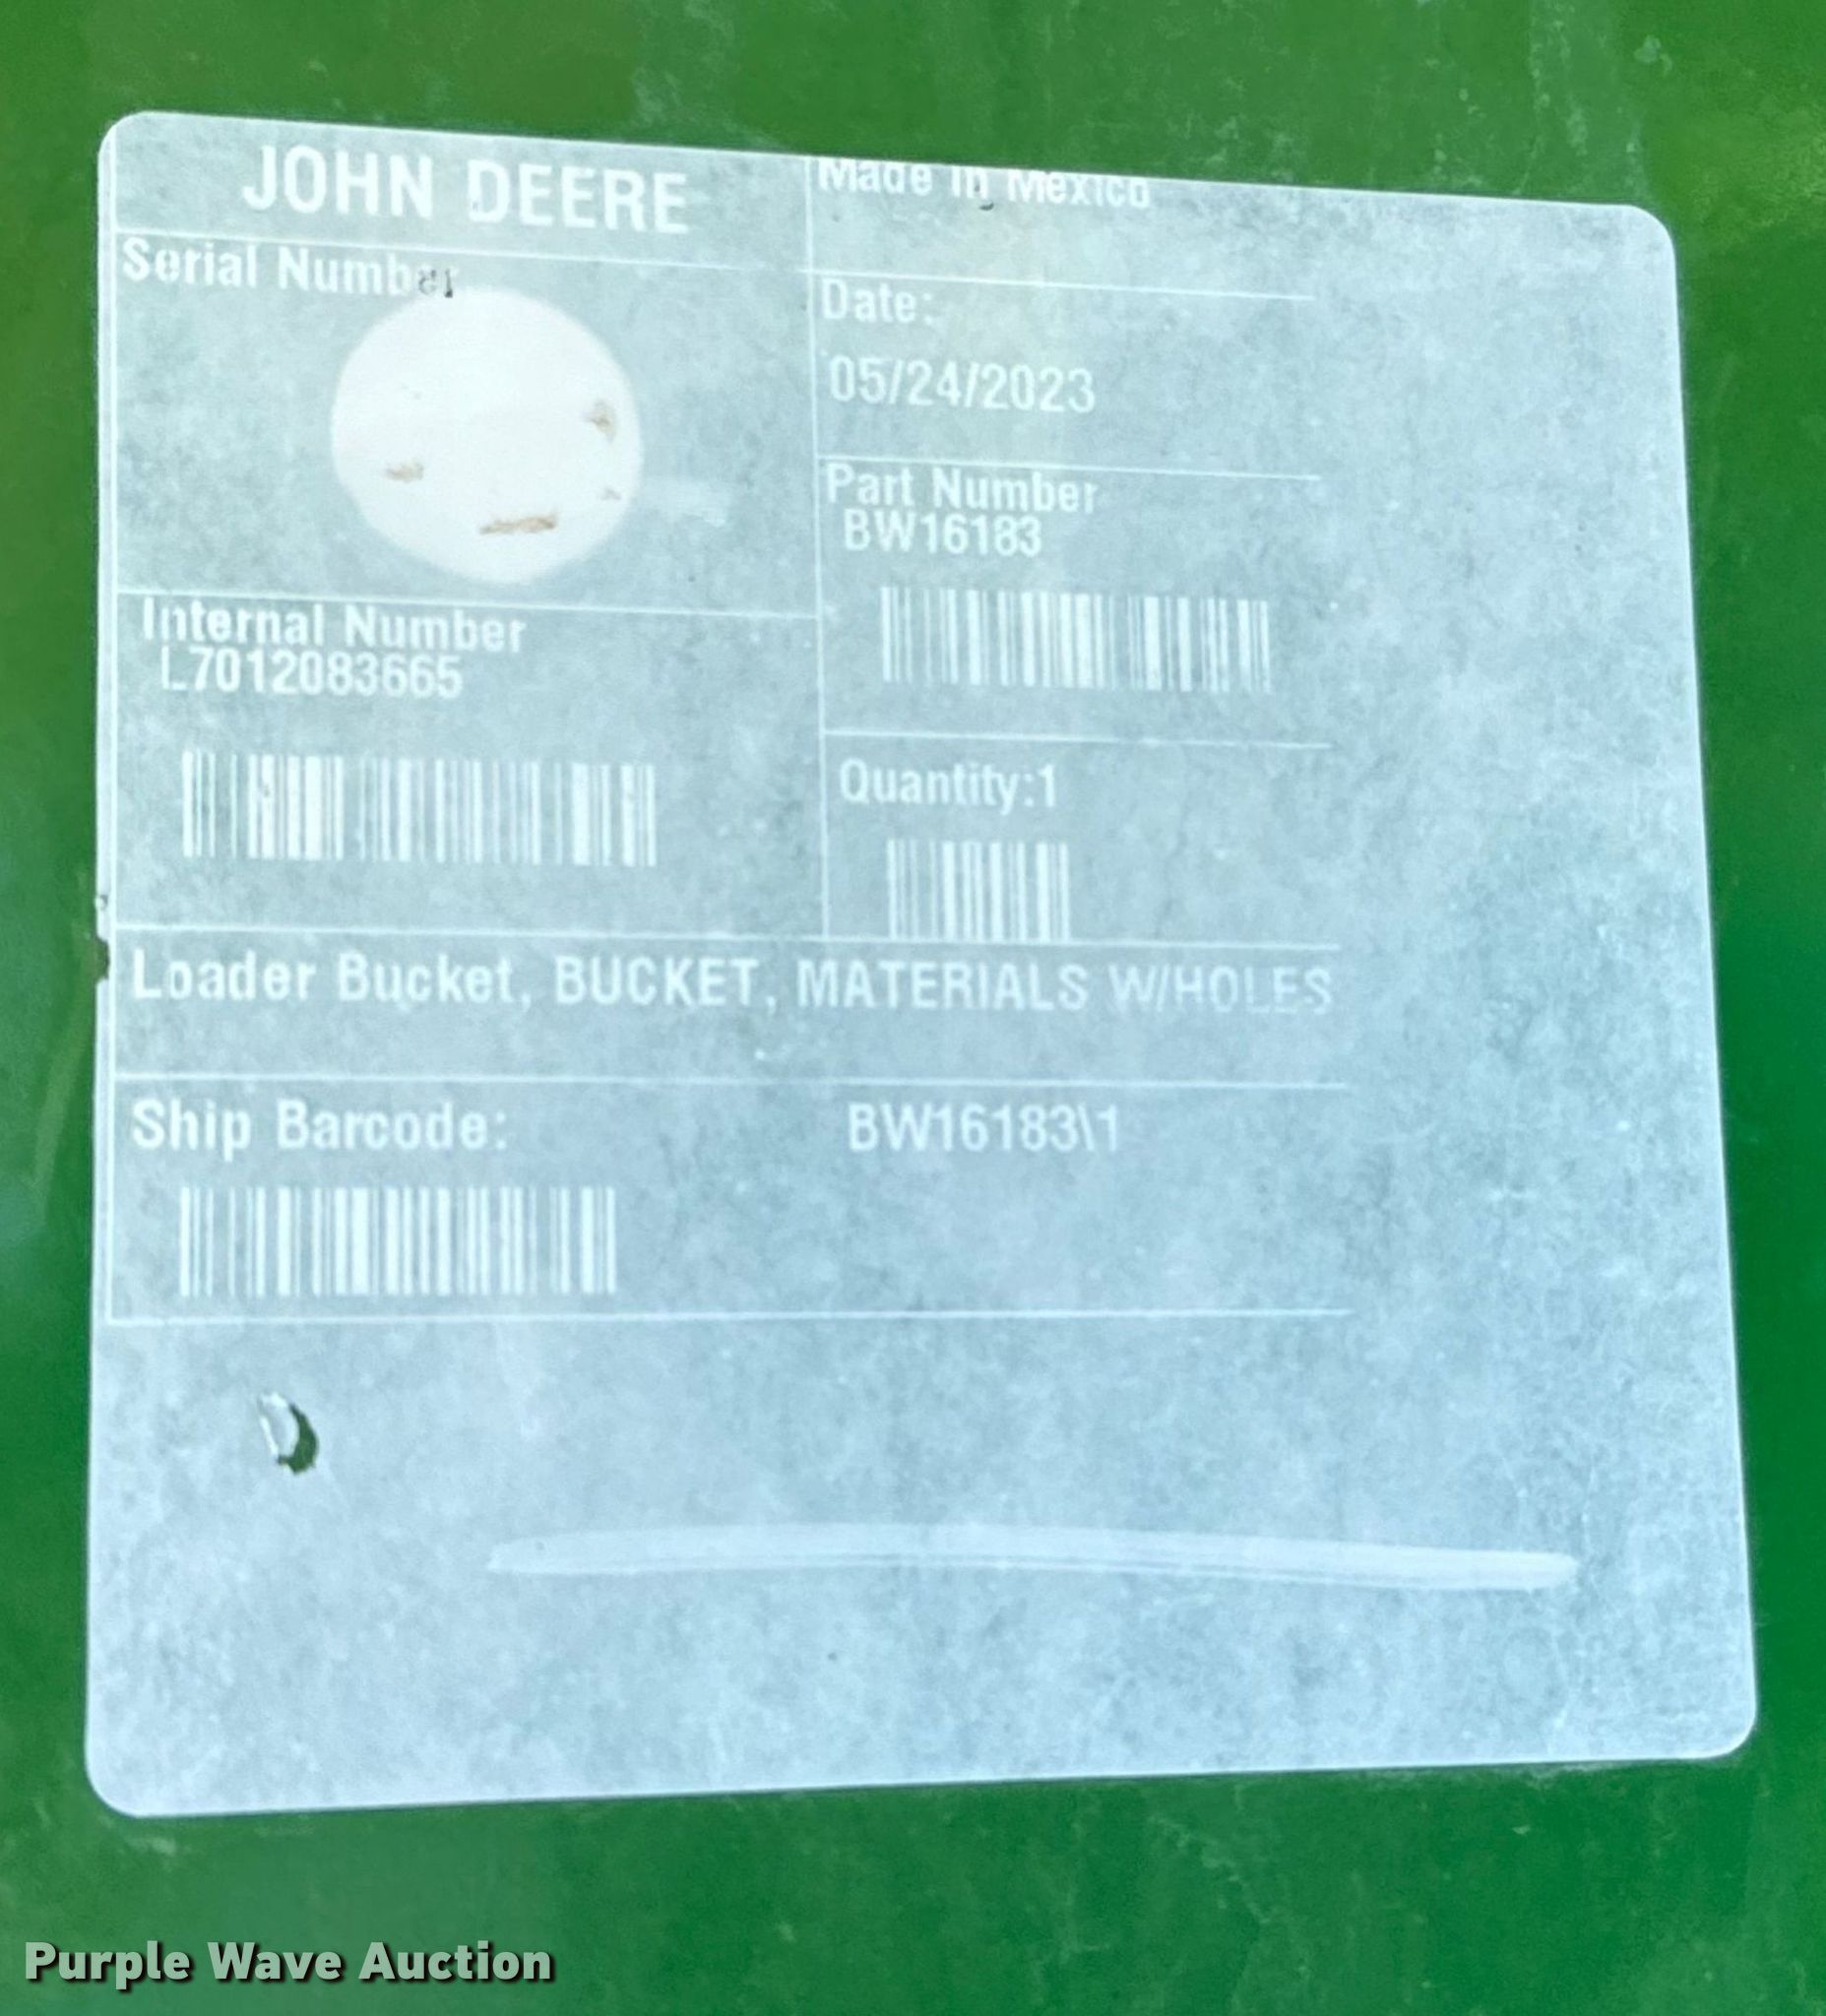 JOHN DEERE
Made In Mexico
Serial Number
Date:
05/24/2023
Part Number
BW16183
Internal Number
L7012083665
Quantity:1
Loader Bucket, BUCKET, MATERIALS W/HOLES
Ship Barcode:
BW16183\1
Purple Wave Auction